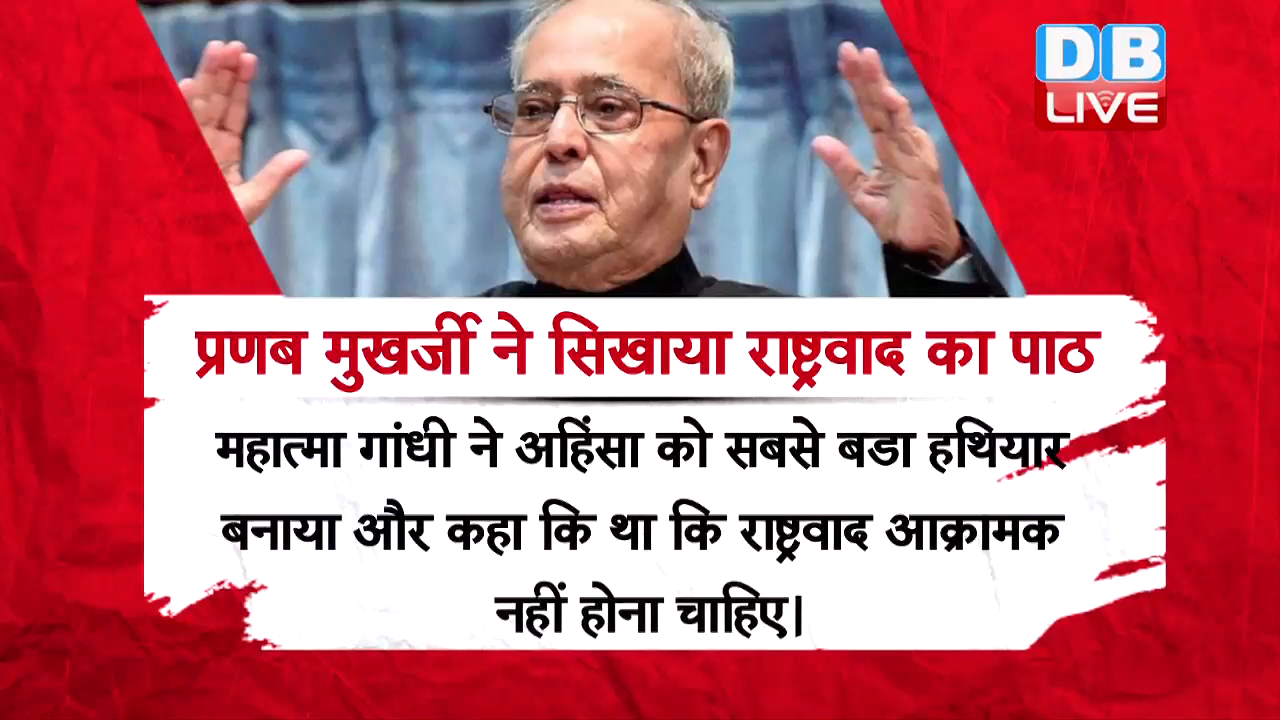 DB
LIVE
प्रणब मुखर्जी ने सिखाया राष्ट्रवाद का पाठ
महात्मा गांधी ने अहिंसा को सबसे बडा हथियार
बनाया और कहा कि था कि राष्ट्रवाद आक्रामक
नहीं होना चाहिए।